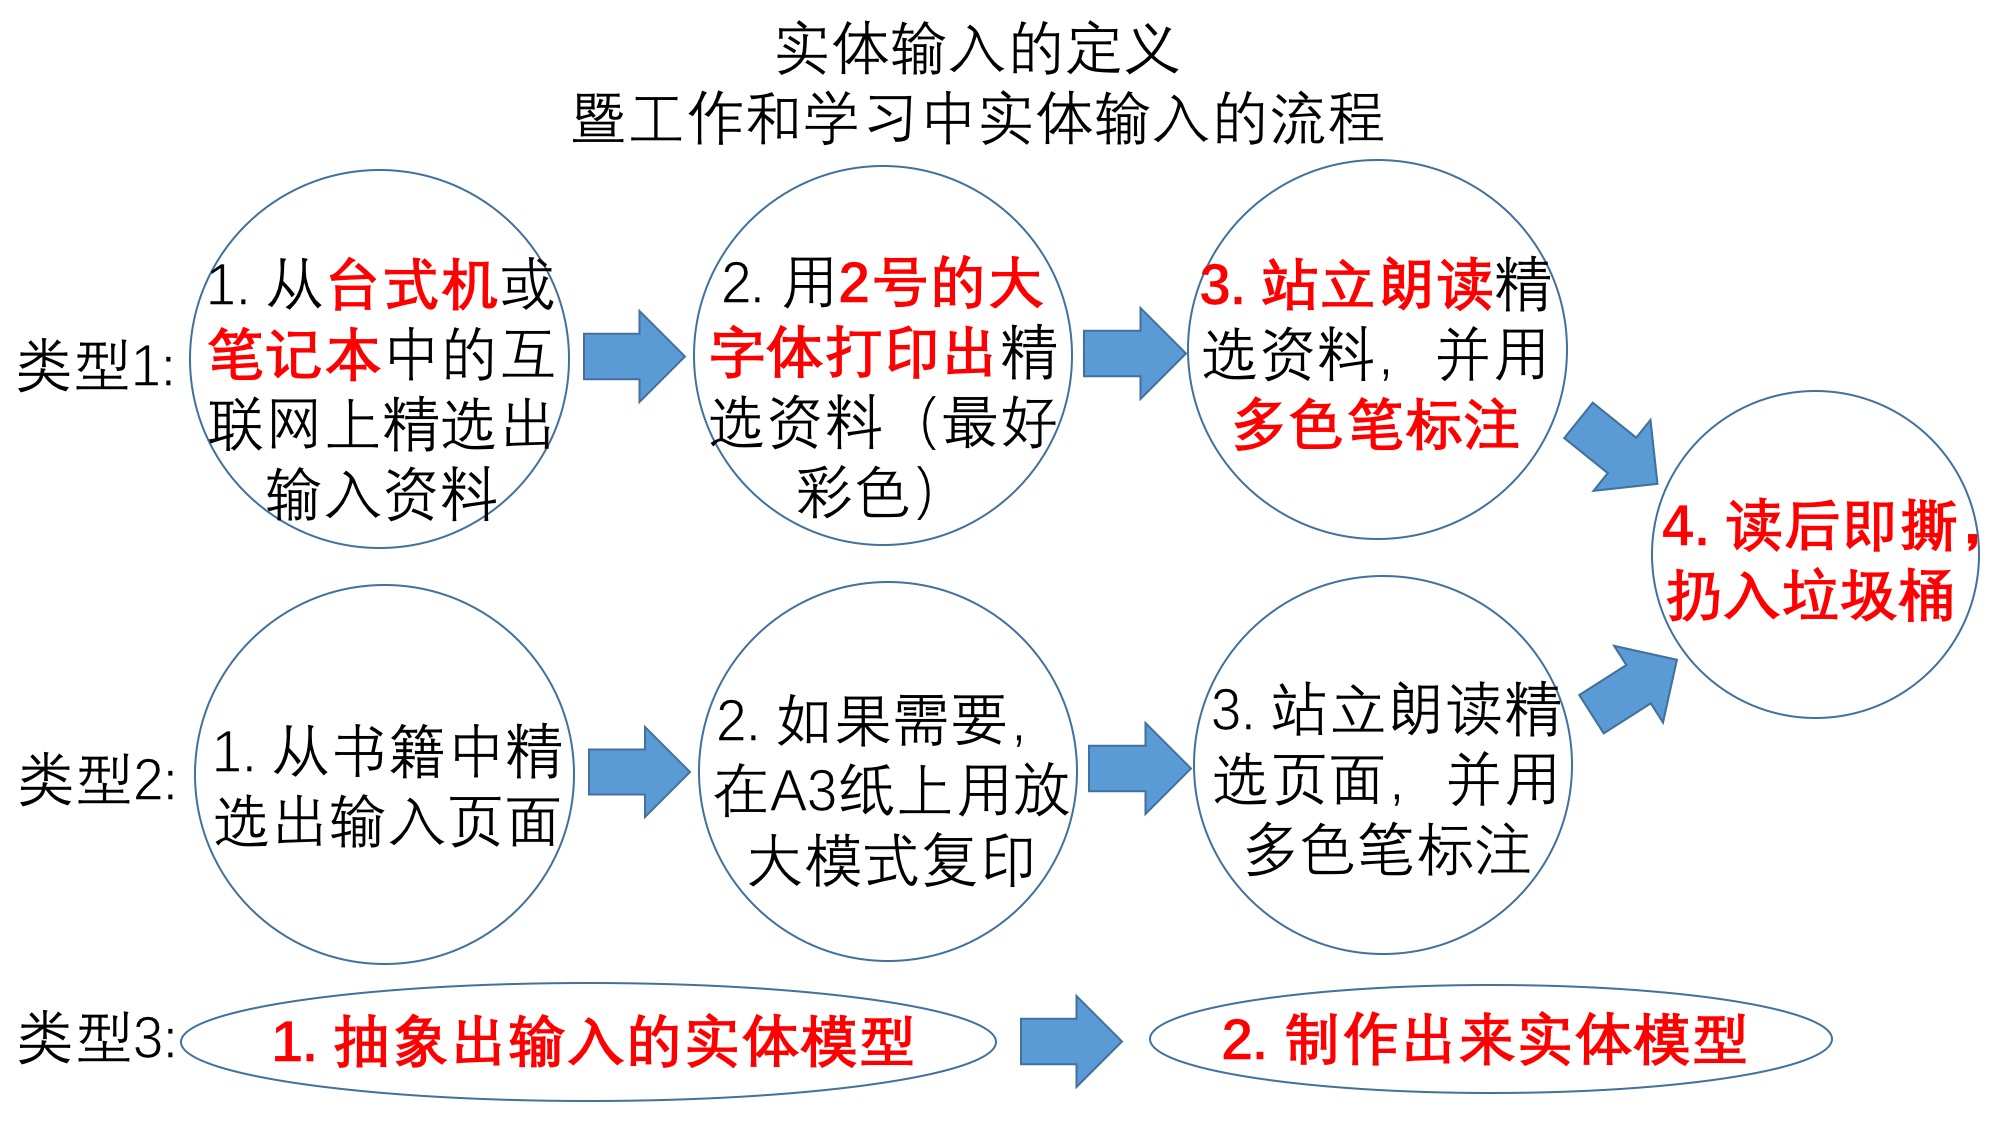 实体输入的定义
暨工作和学习中实体输入的流程
类型1:
1. 从台式机或
笔记本中的互
联网上精选出
输入资料
2. 用2号的大
字体打印出精
选资料（最好
彩色）
3. 站立朗读精
选资料，并用
多色笔标注
4. 读后即撕，
扔入垃圾桶
类型2:
1. 从书籍中精
选出输入页面
2. 如果需要，
在A3纸上用放
大模式复印
3. 站立朗读精
选页面，并用
多色笔标注
类型3:
1. 抽象出输入的实体模型
2. 制作出来实体模型